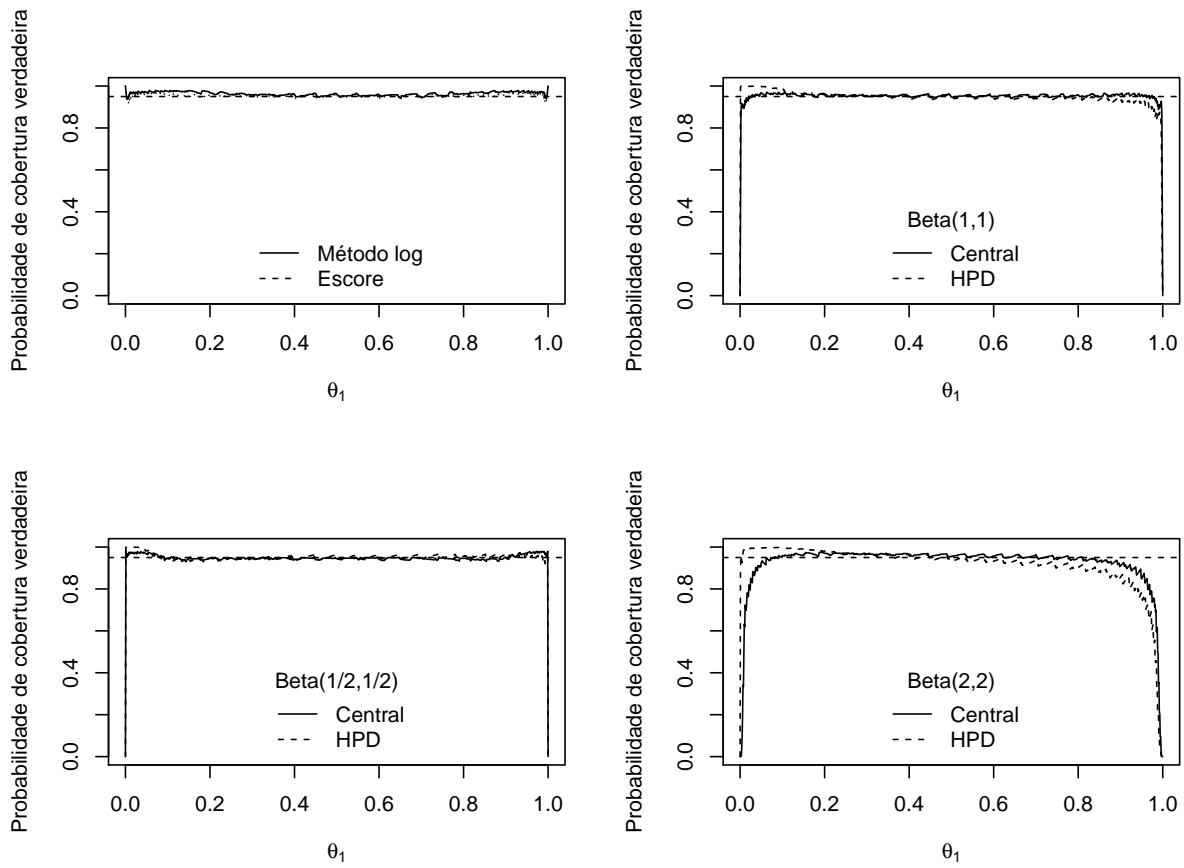 Probabilidade de cobertura verdadeira
0.0 0.4 0.8
Método log
Escore
0.0 0.2 0.4 0.6 0.8 1.0
θ1
Probabilidade de cobertura verdadeira
0.0 0.4 0.8
Beta(1,1)
Central
HPD
0.0 0.2 0.4 0.6 0.8 1.0
θ1
Probabilidade de cobertura verdadeira
0.0 0.4 0.8
Beta(1/2,1/2)
Central
HPD
0.0 0.2 0.4 0.6 0.8 1.0
θ1
Probabilidade de cobertura verdadeira
0.0 0.4 0.8
Beta(2,2)
Central
HPD
0.0 0.2 0.4 0.6 0.8 1.0
θ1